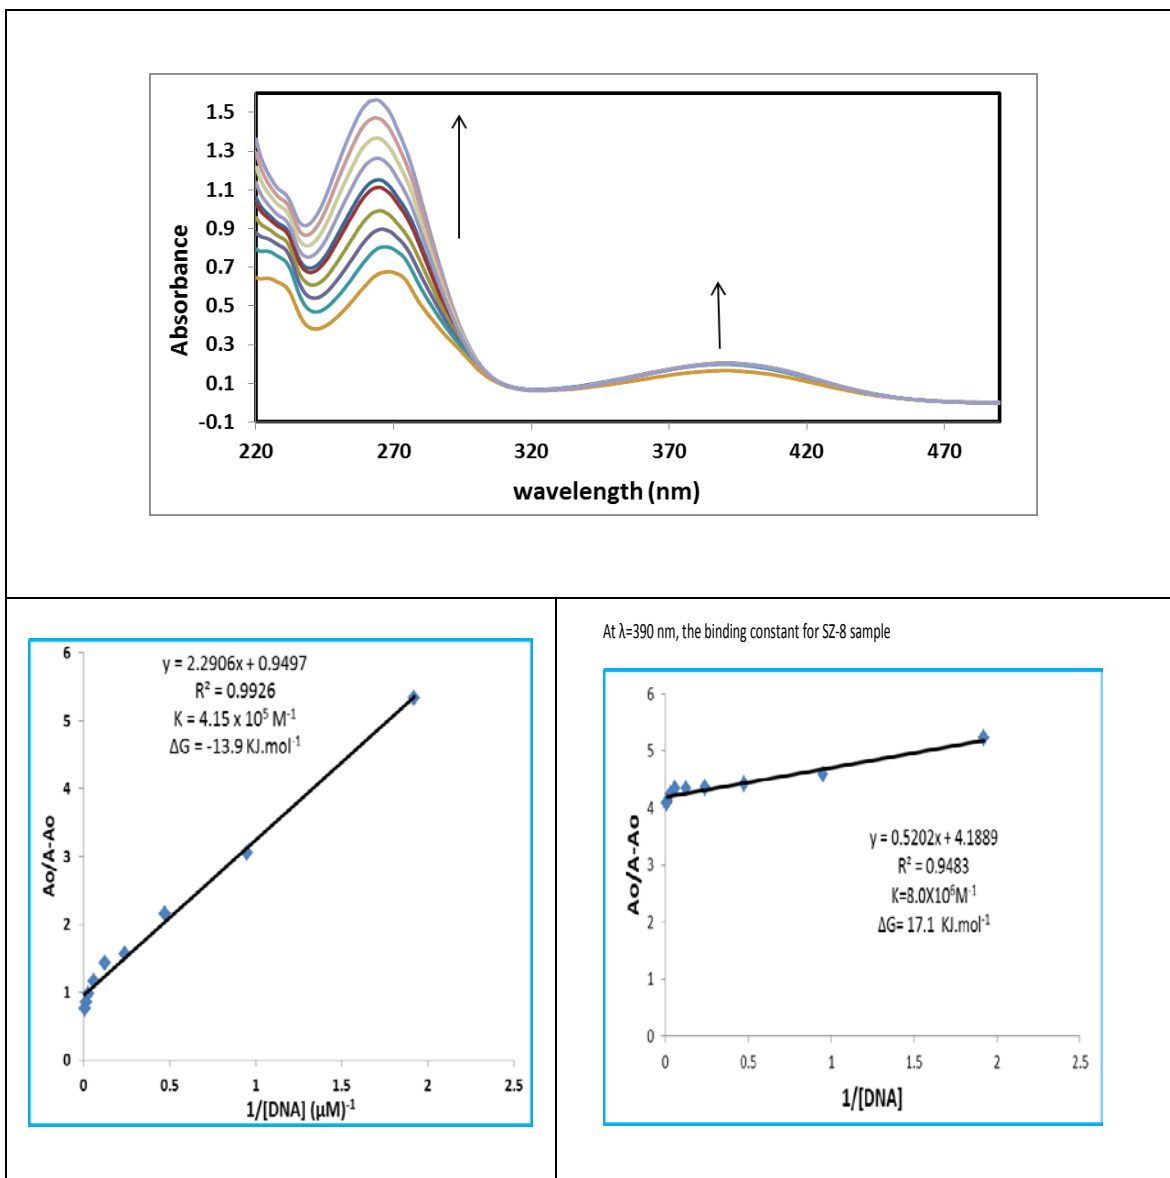 1.5
1.3
1.1
0.9
0.7
0.5
0.3
0.1
-0.1
Absorbance
220 270 320 370 420 470
wavelength (nm)
6
5
4
3
2
1
0
Ao/A-Ao
y = 2.2906x + 0.9497
R² = 0.9926
K = 4.15 x 10⁵ M⁻¹
ΔG = -13.9 KJ.mol⁻¹
0 0.5 1 1.5 2 2.5
1/[DNA] (µM)⁻¹
At λ=390 nm, the binding constant for SZ-8 sample
6
5
4
3
2
1
0
Ao/A-Ao
y = 0.5202x + 4.1889
R² = 0.9483
K=8.0X10⁶M⁻¹
ΔG= 17.1 KJ.mol⁻¹
0 0.5 1 1.5 2 2.5
1/[DNA]